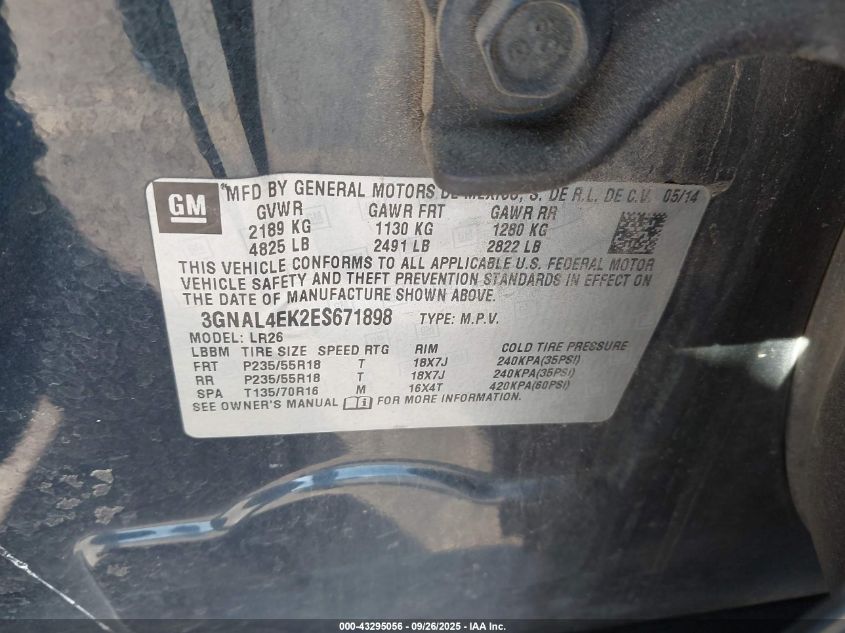 GM
*MFD BY GENERAL MOTORS DE MEXICO, S. DE R.L. DE C.V. 05/14
GVWR GAWR FRT GAWR RR
2189 KG 1130 KG 1280 KG
4825 LB 2491 LB 2822 LB
THIS VEHICLE CONFORMS TO ALL APPLICABLE U.S. FEDERAL MOTOR
VEHICLE SAFETY AND THEFT PREVENTION STANDARDS IN EFFECT ON
THE DATE OF MANUFACTURE SHOWN ABOVE.
3GNAL4EK2ES671898 TYPE: M.P.V.
MODEL: LR26
LBBM TIRE SIZE SPEED RTG RIM COLD TIRE PRESSURE
FRT P235/55R18 T 18X7J 240KPA(35PSI)
RR P235/55R18 T 18X7J 240KPA(35PSI)
SPA T135/70R16 M 16X4T 420KPA(60PSI)
SEE OWNER'S MANUAL i FOR MORE INFORMATION.
000-43295056 - 09/26/2025 - IAA Inc.